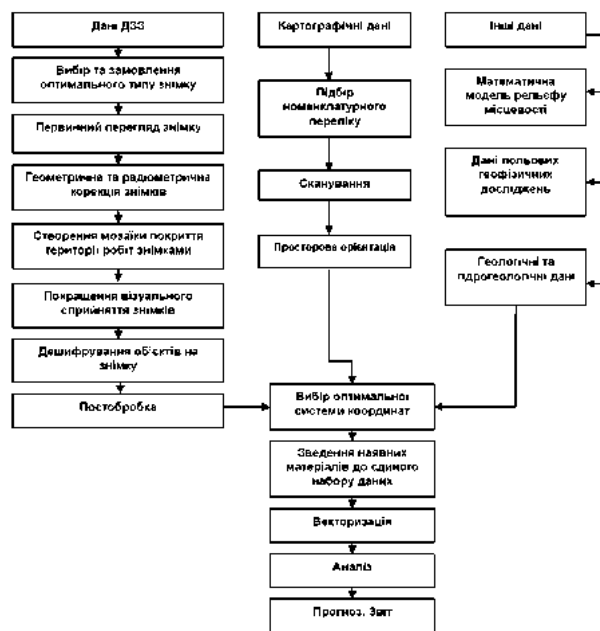 Дані ДЗЗ
Вибір та замовлення
оптимального типу знімку
Первинний перегляд знімку
Геометрична та радіометрична
корекція знімків
Створення мозаїки покриття
території робіт знімками
Покращення візуального
сприйняття знімків
Дешифрування об'єктів на
знімку
Постобробка
Картографічні дані
Підбір
номенклатурного
переліку
Сканування
Просторова орієнтація
Інші дані
Математична
модель рельєфу
місцевості
Дані польових
геофізичних
досліджень
Геологічні та
гідрогеологічні дані
Вибір оптимальної
системи координат
Зведення наявних
матеріалів до єдиного
набору даних
Векторизація
Аналіз
Прогноз. Звіт